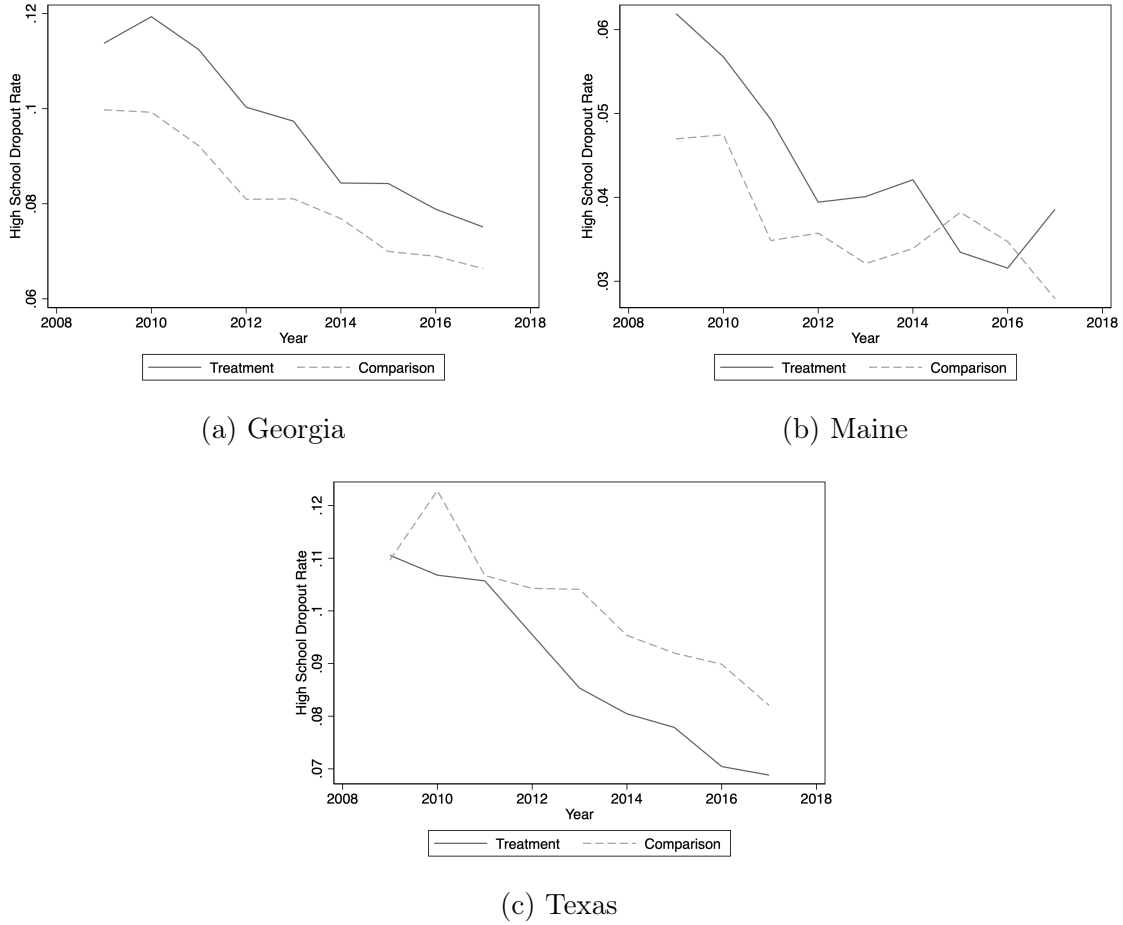 High School Dropout Rate
.06 .08 .1 .12
2008 2010 2012 2014 2016 2018
Year
Treatment Comparison
(a) Georgia
High School Dropout Rate
.03 .04 .05 .06
2008 2010 2012 2014 2016 2018
Year
Treatment Comparison
(b) Maine
High School Dropout Rate
.07 .08 .09 .1 .11 .12
2008 2010 2012 2014 2016 2018
Year
Treatment Comparison
(c) Texas